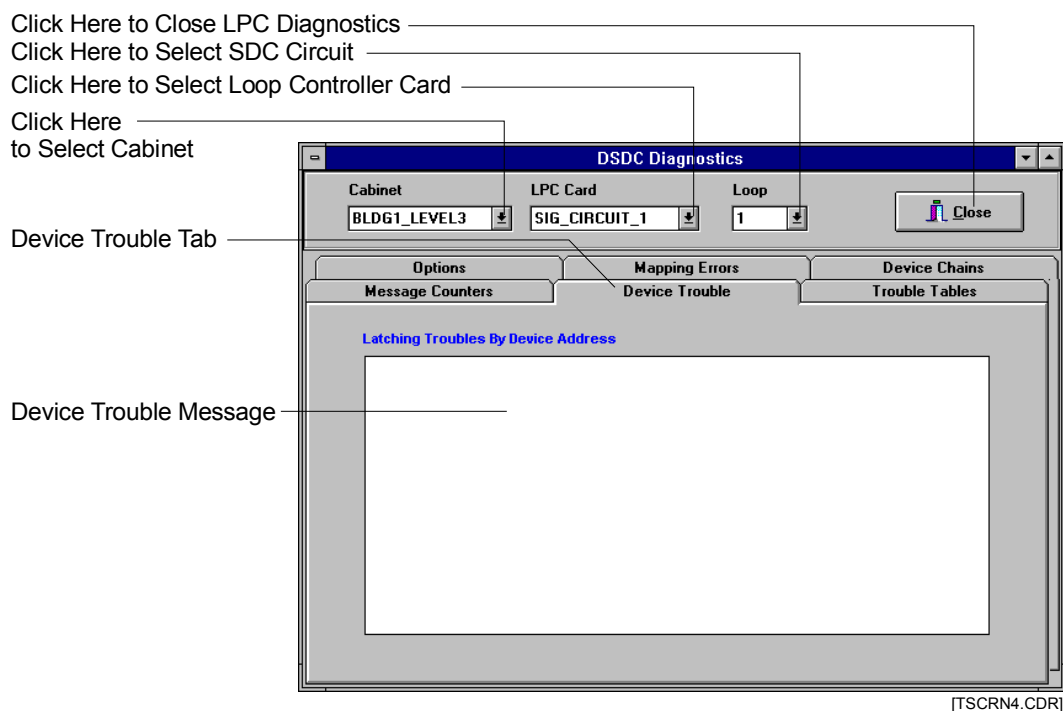 Click Here to Close LPC Diagnostics
Click Here to Select SDC Circuit
Click Here to Select Loop Controller Card
Click Here
to Select Cabinet
DSDC Diagnostics
Cabinet LPC Card Loop
BLDG1_LEVEL3 SIG_CIRCUIT_1 1 Close
Device Trouble Tab
Options Mapping Errors Device Chains
Message Counters Device Trouble Trouble Tables
Latching Troubles By Device Address
Device Trouble Message
[TSCRN4.CDR]